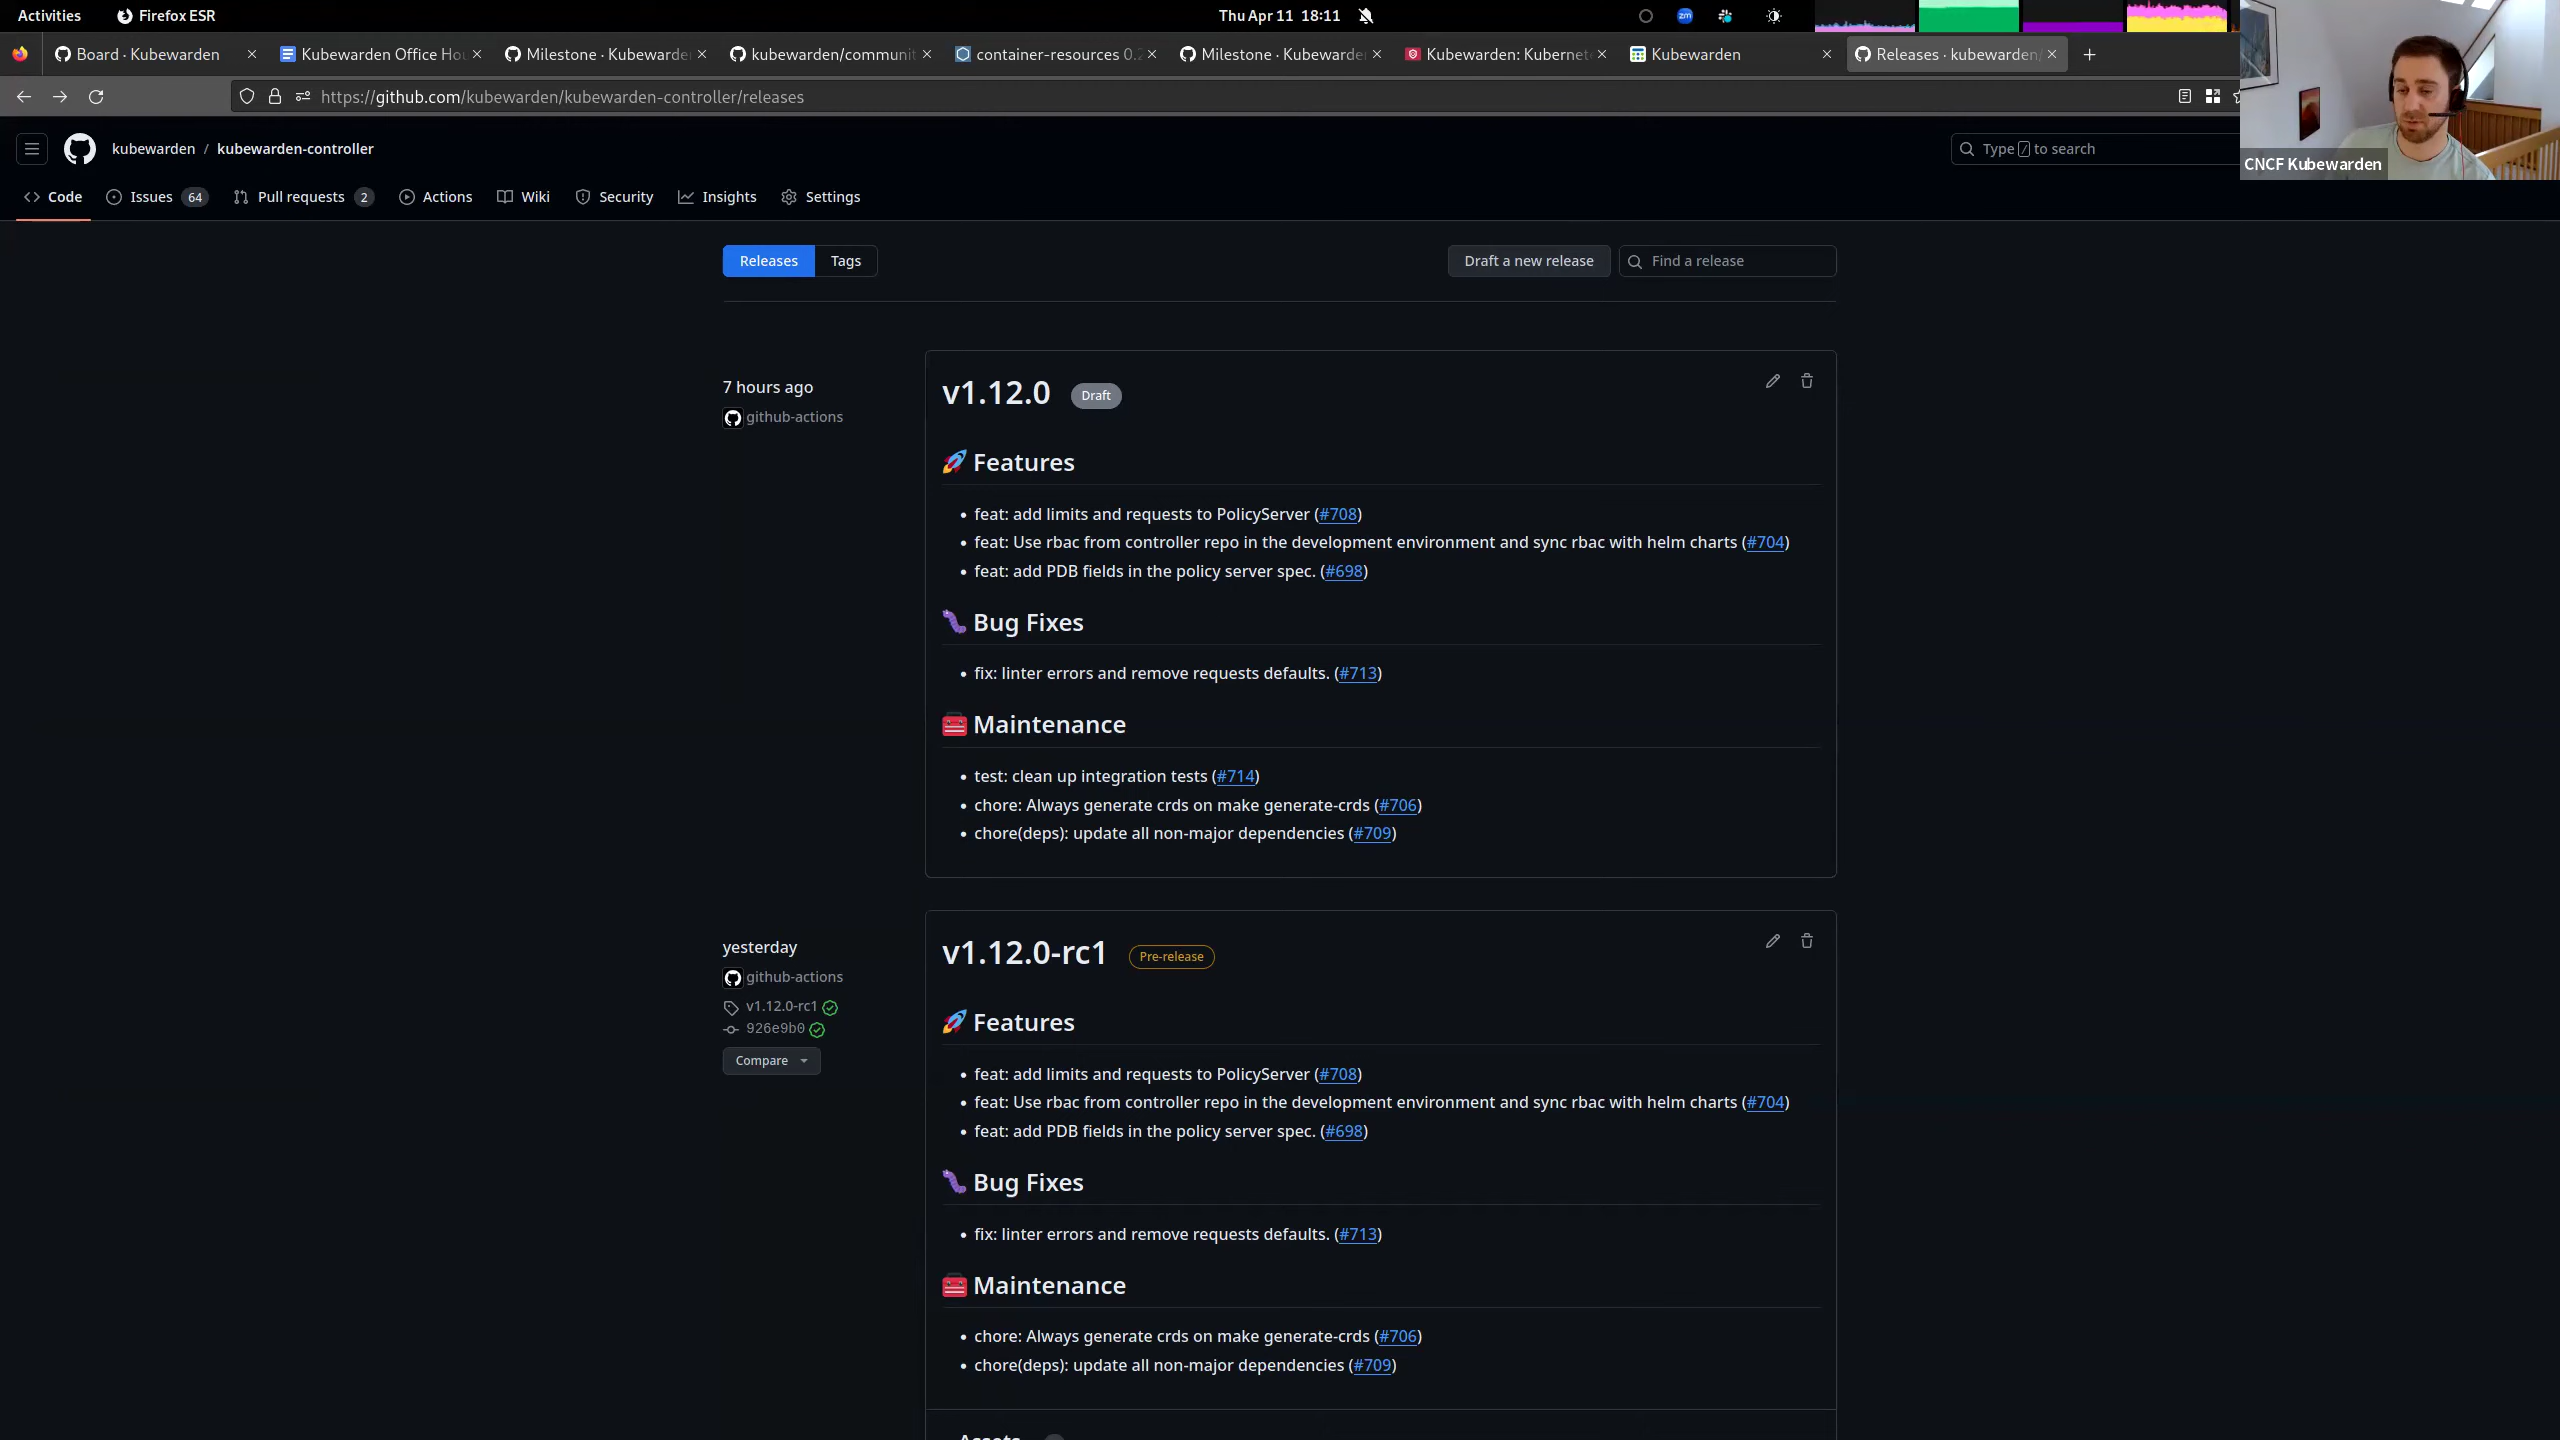 Activities
Firefox ESR
Thu Apr 11 18:11
zm
Board · Kubewarden
Kubewarden Office Hou
Milestone · Kubewarden
kubewarden/communit
container-resources 0.2
Milestone · Kubewarden
Kubewarden: Kubernete
Kubewarden
Releases · kubewarden/
https://github.com/kubewarden/kubewarden-controller/releases
kubewarden / kubewarden-controller
Type / to search
CNCF Kubewarden
Code
Issues 64
Pull requests 2
Actions
Wiki
Security
Insights
Settings
Releases
Tags
Draft a new release
Find a release
7 hours ago
github-actions
v1.12.0 Draft
🚀 Features
• feat: add limits and requests to PolicyServer (#708)
• feat: Use rbac from controller repo in the development environment and sync rbac with helm charts (#704)
• feat: add PDB fields in the policy server spec. (#698)
🐛 Bug Fixes
• fix: linter errors and remove requests defaults. (#713)
🧰 Maintenance
• test: clean up integration tests (#714)
• chore: Always generate crds on make generate-crds (#706)
• chore(deps): update all non-major dependencies (#709)
yesterday
github-actions
v1.12.0-rc1
926e9b0
Compare
v1.12.0-rc1 Pre-release
🚀 Features
• feat: add limits and requests to PolicyServer (#708)
• feat: Use rbac from controller repo in the development environment and sync rbac with helm charts (#704)
• feat: add PDB fields in the policy server spec. (#698)
🐛 Bug Fixes
• fix: linter errors and remove requests defaults. (#713)
🧰 Maintenance
• chore: Always generate crds on make generate-crds (#706)
• chore(deps): update all non-major dependencies (#709)
Assets